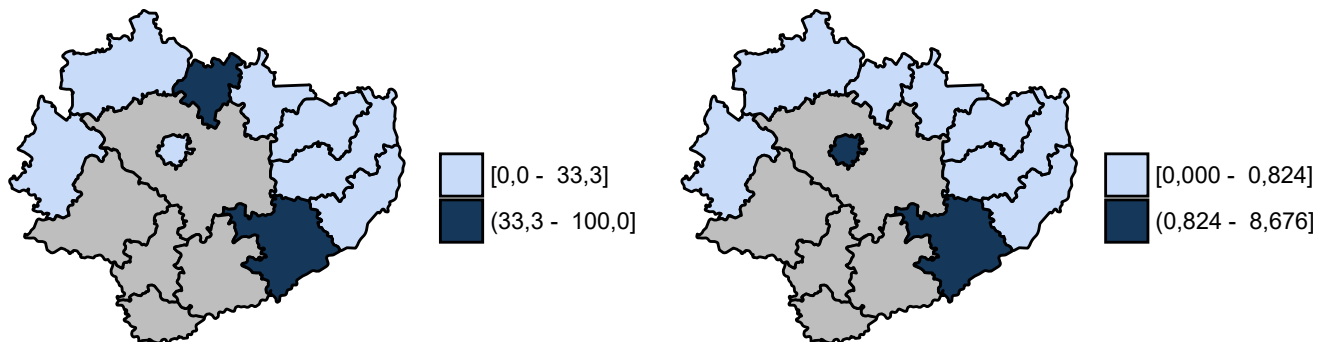 [0,0 - 33,3]
(33,3 - 100,0]
[0,000 - 0,824]
(0,824 - 8,676]